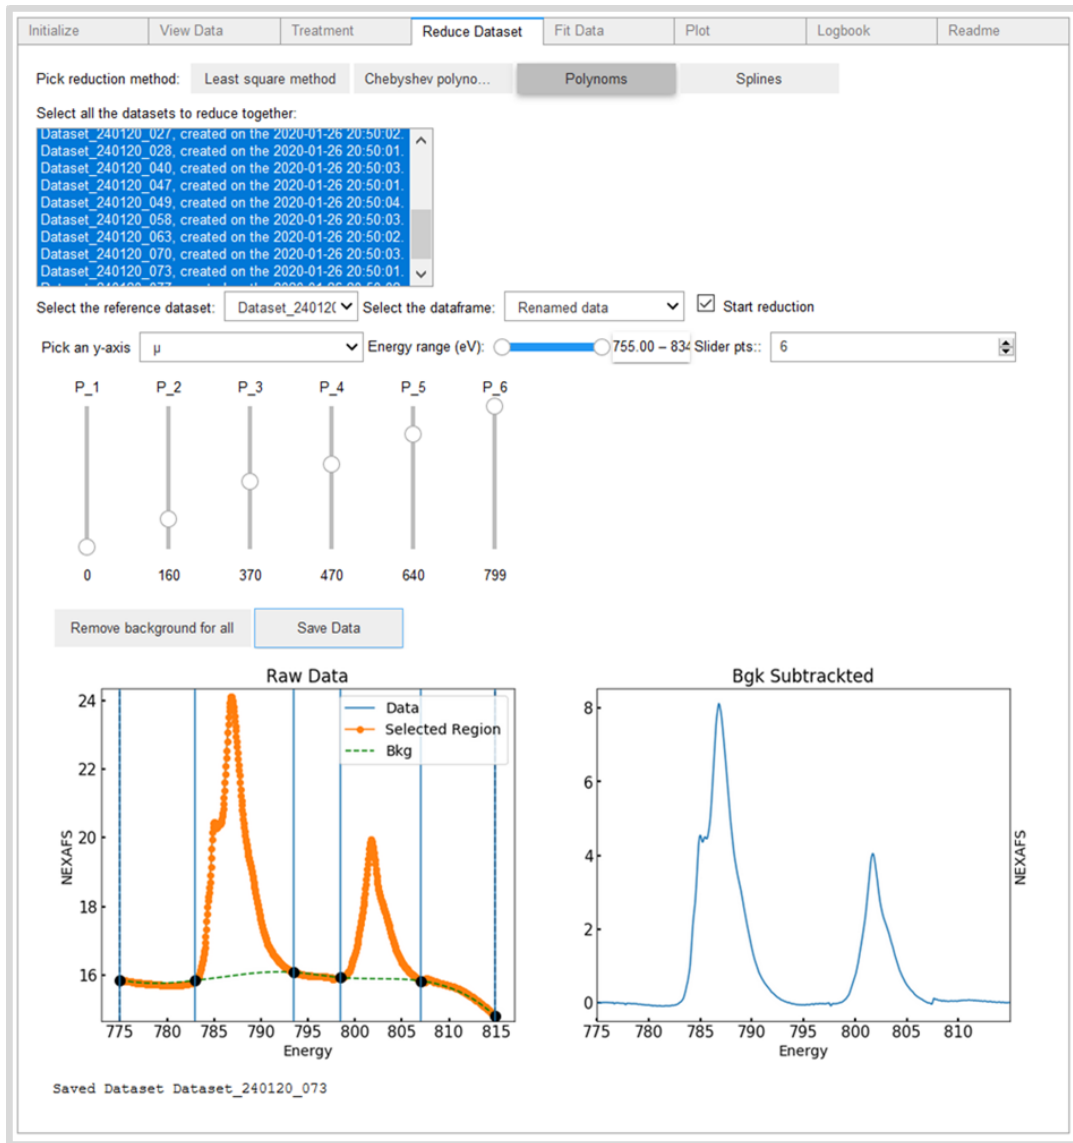 Initialize View Data Treatment Reduce Dataset Fit Data Plot Logbook Readme
Pick reduction method: Least square method Chebyshev polyno... Polynoms Splines
Select all the datasets to reduce together:
Dataset_240120_027, created on the 2020-01-26 20:50:02.
Dataset_240120_028, created on the 2020-01-26 20:50:01.
Dataset_240120_040, created on the 2020-01-26 20:50:03.
Dataset_240120_047, created on the 2020-01-26 20:50:01.
Dataset_240120_049, created on the 2020-01-26 20:50:04.
Dataset_240120_058, created on the 2020-01-26 20:50:03.
Dataset_240120_063, created on the 2020-01-26 20:50:02.
Dataset_240120_070, created on the 2020-01-26 20:50:03.
Dataset_240120_073, created on the 2020-01-26 20:50:01.
Select the reference dataset: Dataset_24012( Select the dataframe: Renamed data Start reduction
Pick an y-axis µ Energy range (eV): 755.00 – 834 Slider pts:: 6
P_1 P_2 P_3 P_4 P_5 P_6
0 160 370 470 640 799
Remove background for all Save Data
Raw Data
24
22
20
18
16
NEXAFS
Data
Selected Region
Bkg
775 780 785 790 795 800 805 810 815
Energy
Bgk Subtrackted
8
6
4
2
0
NEXAFS
775 780 785 790 795 800 805 810
Energy
Saved Dataset Dataset_240120_073